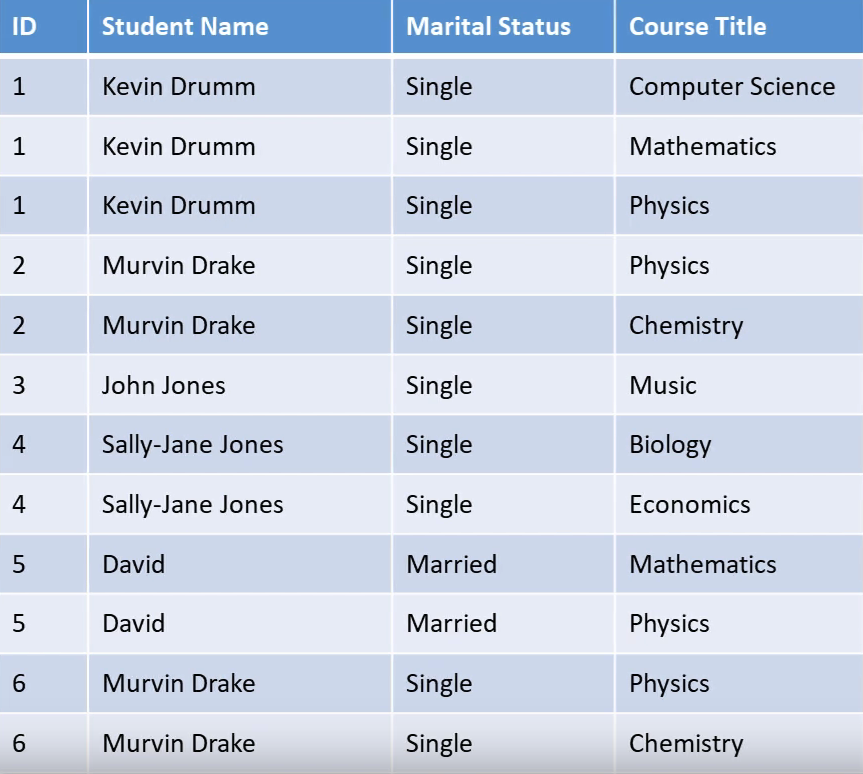 ID Student Name Marital Status Course Title
1 Kevin Drumm Single Computer Science
1 Kevin Drumm Single Mathematics
1 Kevin Drumm Single Physics
2 Murvin Drake Single Physics
2 Murvin Drake Single Chemistry
3 John Jones Single Music
4 Sally-Jane Jones Single Biology
4 Sally-Jane Jones Single Economics
5 David Married Mathematics
5 David Married Physics
6 Murvin Drake Single Physics
6 Murvin Drake Single Chemistry